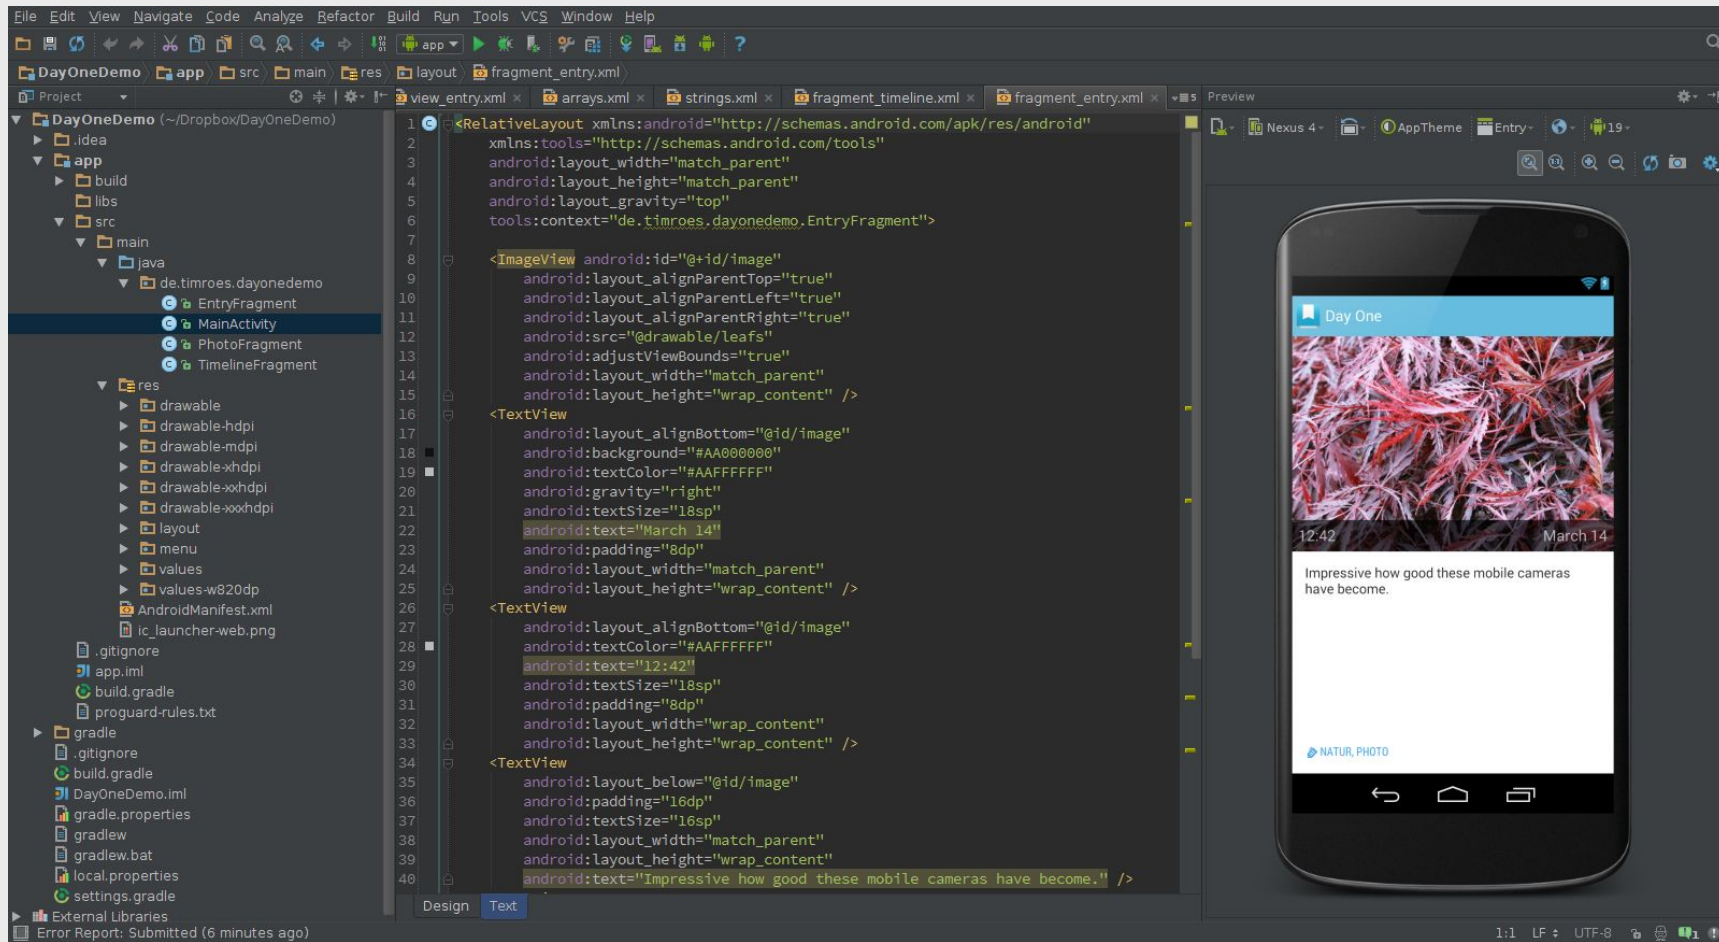 File Edit View Navigate Code Analyze Refactor Build Run Tools VCS Window Help
app
DayOneDemo app src main res layout fragment_entry.xml
Project
view_entry.xml arrays.xml strings.xml fragment_timeline.xml fragment_entry.xml 5
DayOneDemo (~/Dropbox/DayOneDemo)
.idea
app
build
libs
src
main
java
de.timroes.dayonedemo
EntryFragment
MainActivity
PhotoFragment
TimelineFragment
res
drawable
drawable-hdpi
drawable-mdpi
drawable-xhdpi
drawable-xxhdpi
drawable-xxxhdpi
layout
menu
values
values-w820dp
AndroidManifest.xml
ic_launcher-web.png
.gitignore
app.iml
build.gradle
proguard-rules.txt
gradle
.gitignore
build.gradle
DayOneDemo.iml
gradle.properties
gradlew
gradlew.bat
local.properties
settings.gradle
External Libraries
1 <RelativeLayout xmlns:android="http://schemas.android.com/apk/res/android"
2 xmlns:tools="http://schemas.android.com/tools"
3 android:layout_width="match_parent"
4 android:layout_height="match_parent"
5 android:layout_gravity="top"
6 tools:context="de.timroes.dayonedemo.EntryFragment">
7
8 <ImageView android:id="@+id/image"
9 android:layout_alignParentTop="true"
10 android:layout_alignParentLeft="true"
11 android:layout_alignParentRight="true"
12 android:src="@drawable/leafs"
13 android:adjustViewBounds="true"
14 android:layout_width="match_parent"
15 android:layout_height="wrap_content" />
16 <TextView
17 android:layout_alignBottom="@id/image"
18 android:background="#AA000000"
19 android:textColor="#AAFFFFFF"
20 android:gravity="right"
21 android:textSize="18sp"
22 android:text="March 14"
23 android:padding="8dp"
24 android:layout_width="match_parent"
25 android:layout_height="wrap_content" />
26 <TextView
27 android:layout_alignBottom="@id/image"
28 android:textColor="#AAFFFFFF"
29 android:text="12:42"
30 android:textSize="18sp"
31 android:padding="8dp"
32 android:layout_width="wrap_content"
33 android:layout_height="wrap_content" />
34 <TextView
35 android:layout_below="@id/image"
36 android:padding="16dp"
37 android:textSize="16sp"
38 android:layout_width="match_parent"
39 android:layout_height="wrap_content"
40 android:text="Impressive how good these mobile cameras have become." />
Design Text
Preview
Nexus 4 AppTheme Entry 19
1:1
Day One
12:42 March 14
Impressive how good these mobile cameras
have become.
NATUR, PHOTO
Error Report: Submitted (6 minutes ago)
1:1 LF UTF-8 1